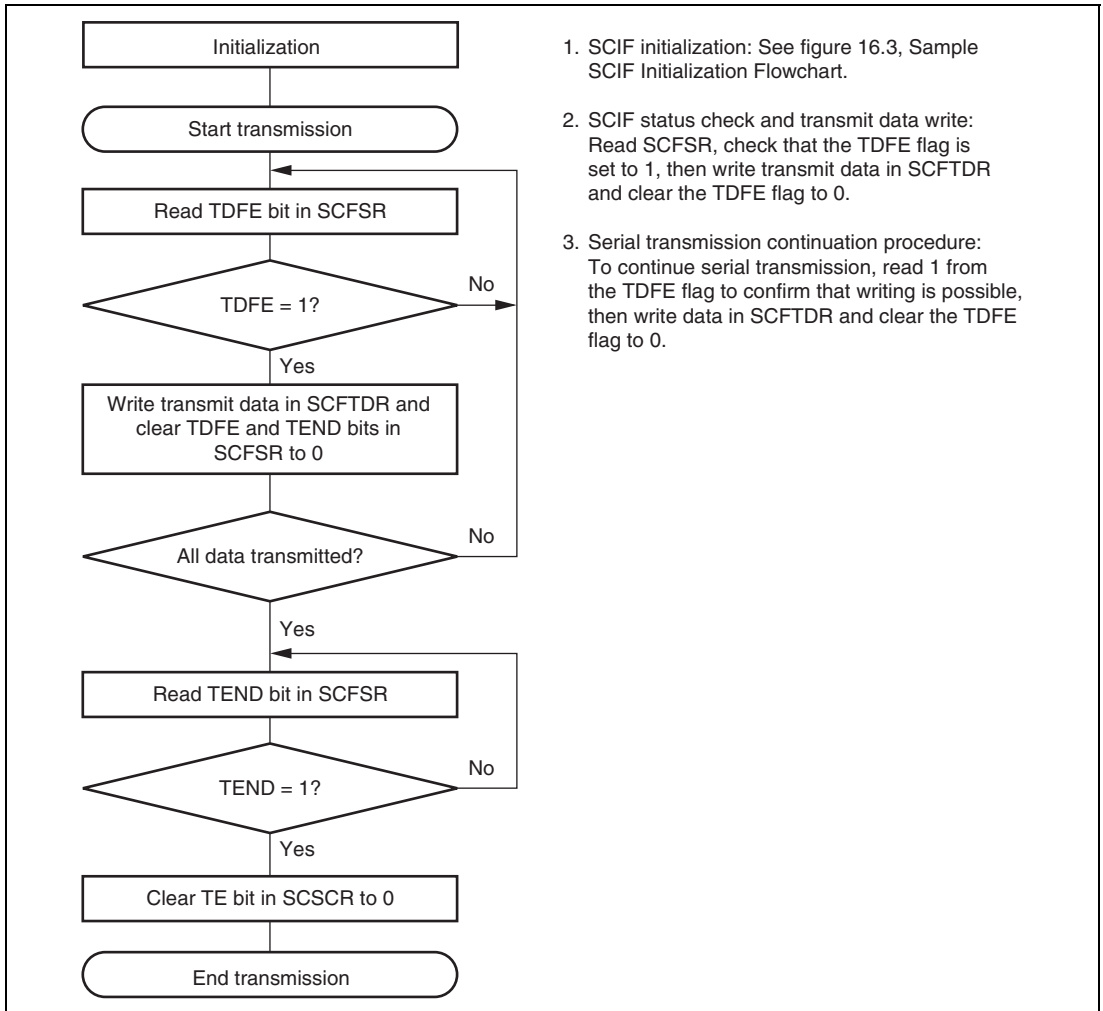 Initialization
Start transmission
Read TDFE bit in SCFSR
TDFE = 1?
No
Yes
Write transmit data in SCFTDR and
clear TDFE and TEND bits in
SCFSR to 0
All data transmitted?
No
Yes
Read TEND bit in SCFSR
TEND = 1?
No
Yes
Clear TE bit in SCSCR to 0
End transmission
1. SCIF initialization: See figure 16.3, Sample
SCIF Initialization Flowchart.
2. SCIF status check and transmit data write:
Read SCFSR, check that the TDFE flag is
set to 1, then write transmit data in SCFTDR
and clear the TDFE flag to 0.
3. Serial transmission continuation procedure:
To continue serial transmission, read 1 from
the TDFE flag to confirm that writing is possible,
then write data in SCFTDR and clear the TDFE
flag to 0.